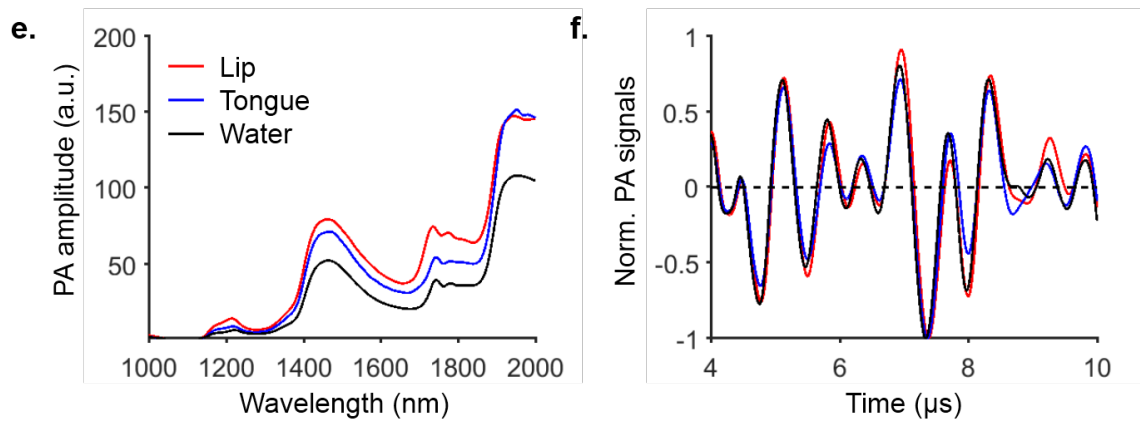 e.
200
150
100
50
PA amplitude (a.u.)
Lip
Tongue
Water
1000 1200 1400 1600 1800 2000
Wavelength (nm)
f.
1
0.5
0
-0.5
-1
Norm. PA signals
4 6 8 10
Time (µs)